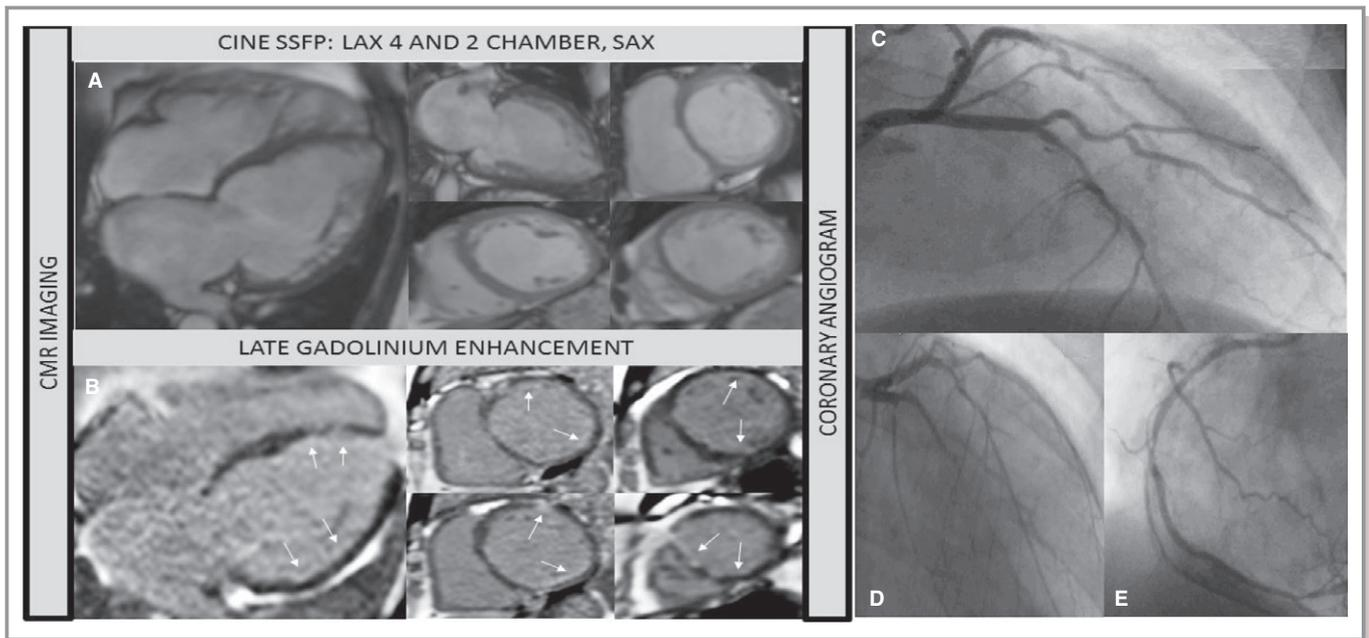 CINE SSFP: LAX 4 AND 2 CHAMBER, SAX
A
CMR IMAGING
LATE GADOLINIUM ENHANCEMENT
B
CORONARY ANGIOGRAM
C
D
E